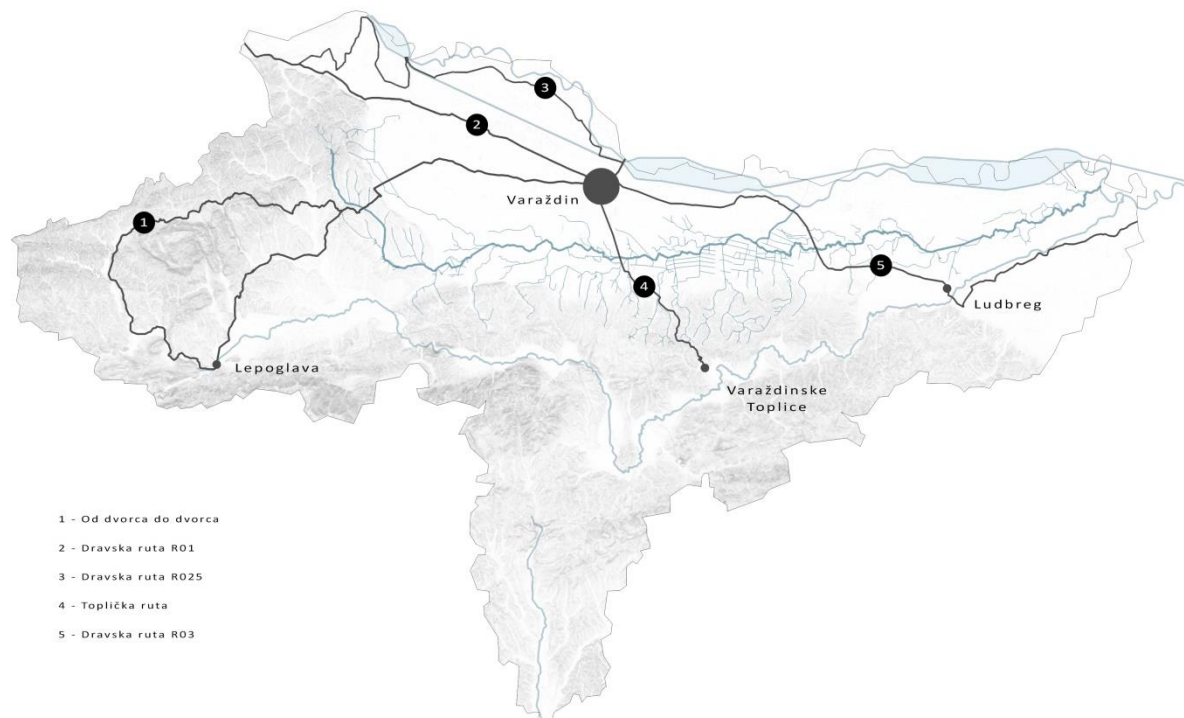 3
2
Varaždin
1
4
5
Ludbreg
Lepoglava
Varaždinske
Toplice
1 - Od dvorca do dvorca
2 - Dravska ruta R01
3 - Dravska ruta R025
4 - Toplička ruta
5 - Dravska ruta R03